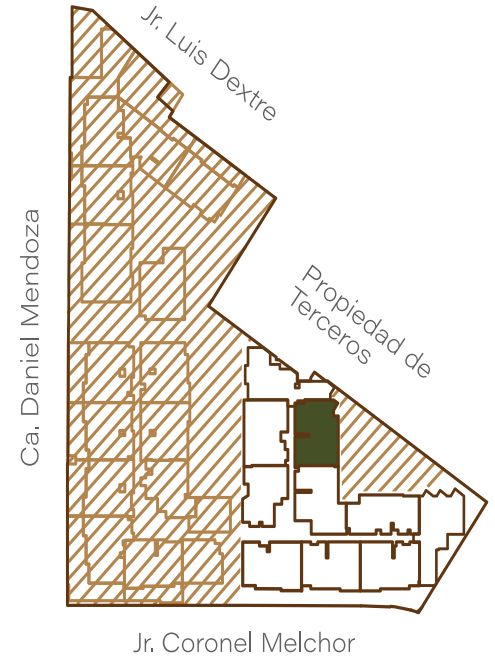 Jr. Luis Dextre
Ca. Daniel Mendoza
Propiedad de
Terceros
Jr. Coronel Melchor